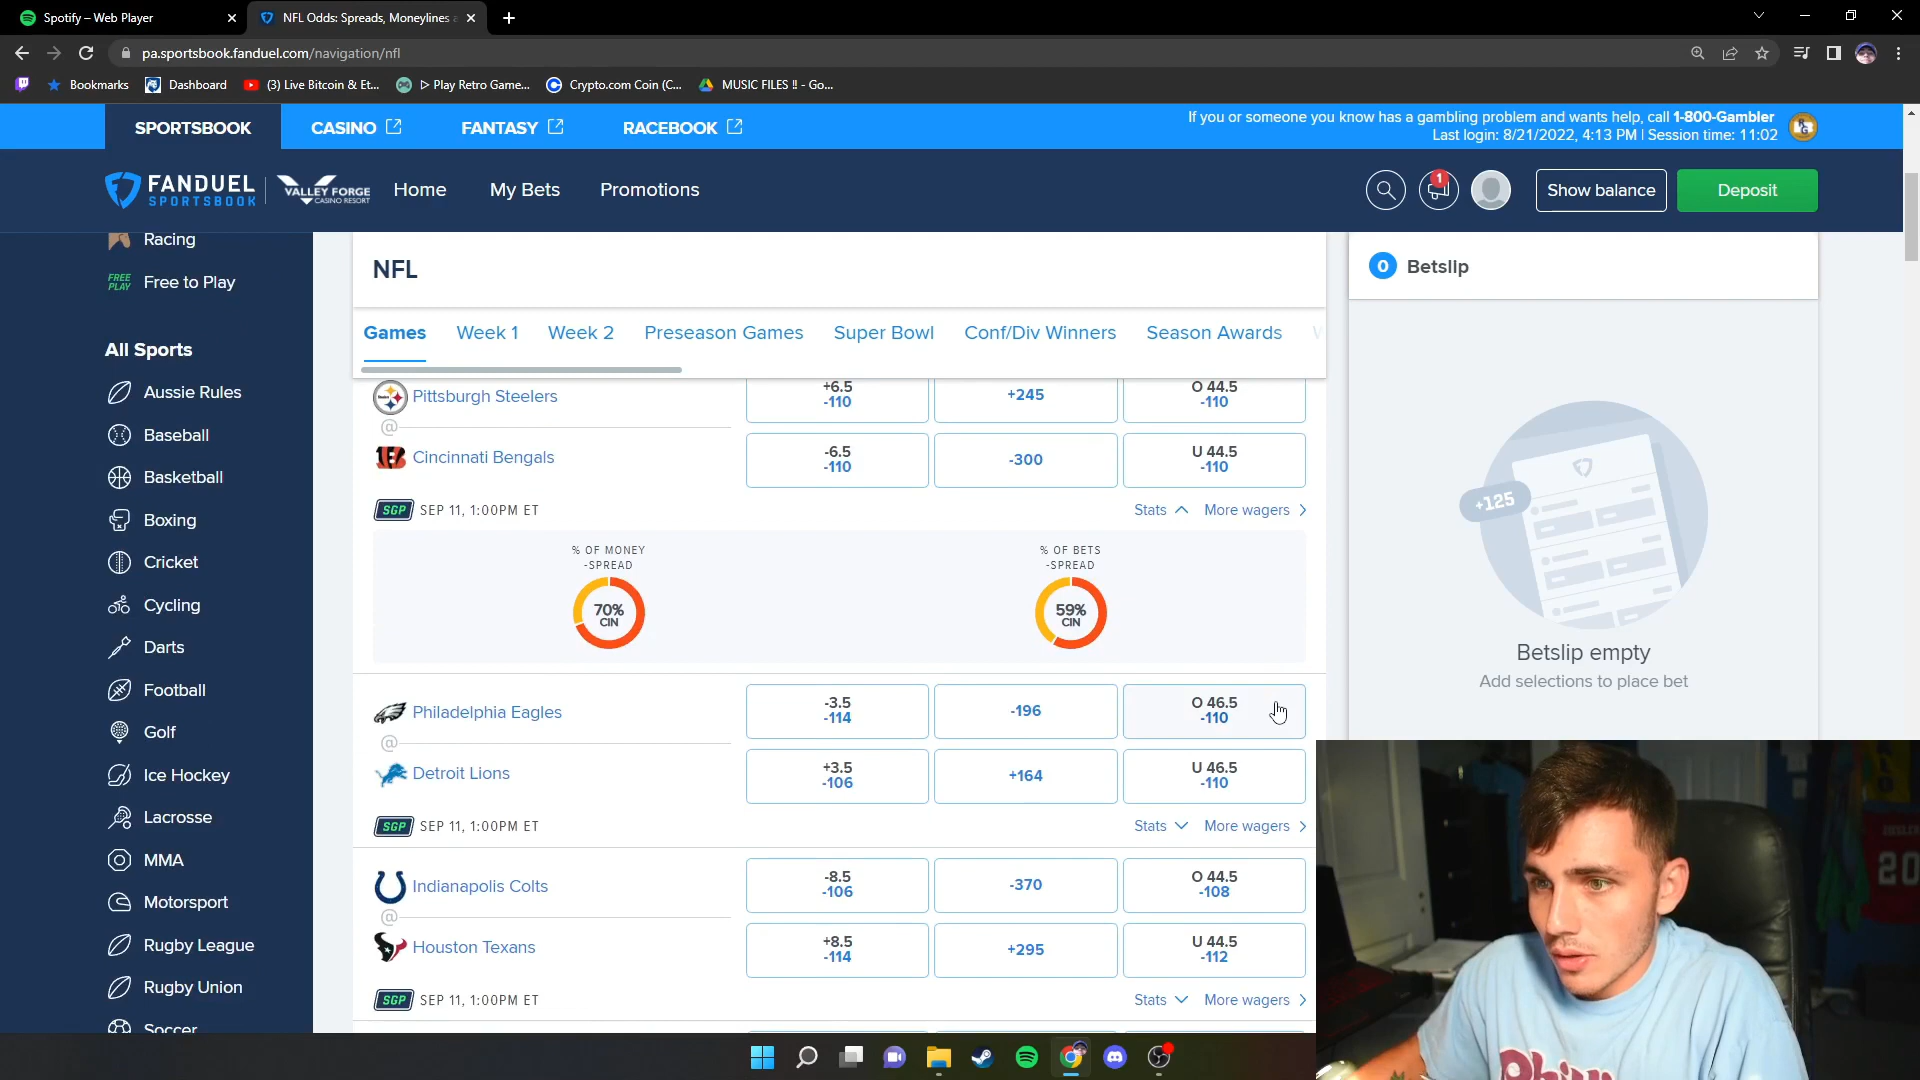 Spotify – Web Player
NFL Odds: Spreads, Moneylines a
pa.sportsbook.fanduel.com/navigation/nfl
Bookmarks
Dashboard
(3) Live Bitcoin & Et...
▷ Play Retro Game...
Crypto.com Coin (C...
MUSIC FILES !! - Go...
SPORTSBOOK
CASINO
FANTASY
RACEBOOK
If you or someone you know has a gambling problem and wants help, call 1-800-Gambler
Last login: 8/21/2022, 4:13 PM | Session time: 11:02
RG
FANDUEL
SPORTSBOOK
VALLEY FORGE
CASINO RESORT
Home
My Bets
Promotions
1
Show balance
Deposit
Racing
FREE
PLAY
Free to Play
All Sports
Aussie Rules
Baseball
Basketball
Boxing
Cricket
Cycling
Darts
Football
Golf
Ice Hockey
Lacrosse
MMA
Motorsport
Rugby League
Rugby Union
Soccer
NFL
Games
Week 1
Week 2
Preseason Games
Super Bowl
Conf/Div Winners
Season Awards
Pittsburgh Steelers
+6.5
-110
+245
O 44.5
-110
@
Cincinnati Bengals
-6.5
-110
-300
U 44.5
-110
SGP
SEP 11, 1:00PM ET
Stats
More wagers
% OF MONEY
-SPREAD
70%
CIN
% OF BETS
-SPREAD
59%
CIN
Philadelphia Eagles
-3.5
-114
-196
O 46.5
-110
@
Detroit Lions
+3.5
-106
+164
U 46.5
-110
SGP
SEP 11, 1:00PM ET
Stats
More wagers
Indianapolis Colts
-8.5
-106
-370
O 44.5
-108
@
Houston Texans
+8.5
-114
+295
U 44.5
-112
SGP
SEP 11, 1:00PM ET
Stats
More wagers
0
Betslip
+125
Betslip empty
Add selections to place bet
20